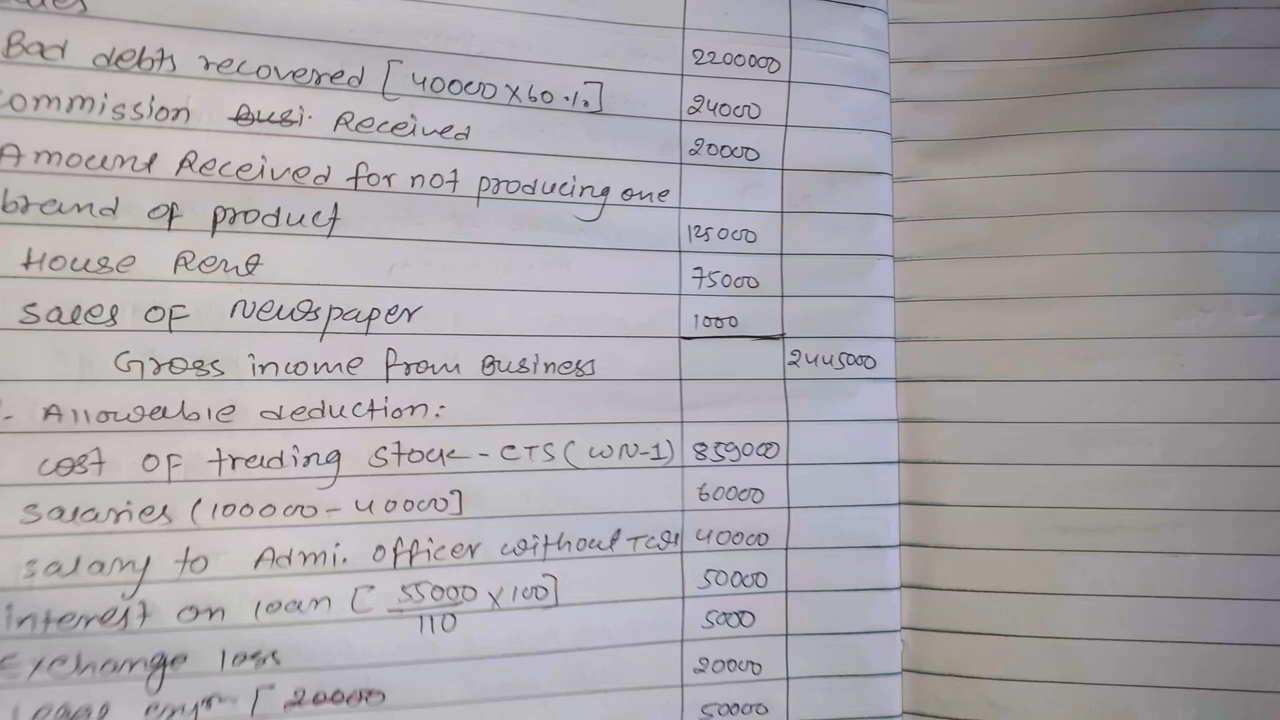 Bad debts recovered [40000×60%] 2200000
Commission Busi. Received 24000
Amount Received for not producing one 20000
brand of product 125000
House Rent 75000
Sales of Newspaper 1000
Gross income from Business 2445000
- Allowable deduction:
Cost of trading Stock - CTS (WN-1) 859000
Salaries (100000-40000] 60000
Salary to Admi. officer without TDS 40000
interest on loan [55000/110 ×100] 50000
Exchange loss 5000
[20000 20000
50000